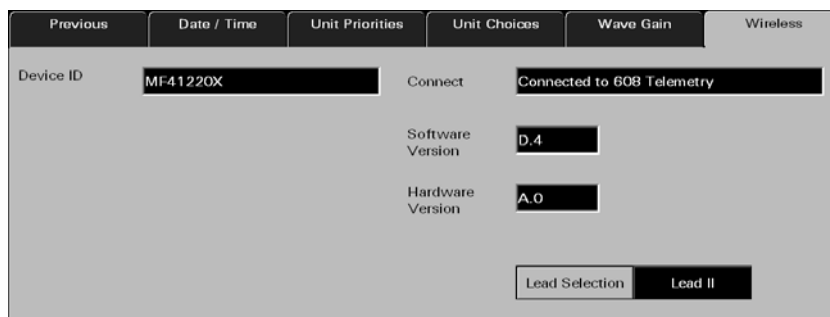 Previous
Date / Time
Unit Priorities
Unit Choices
Wave Gain
Wireless
Device ID
MF41220X
Connect
Connected to 608 Telemetry
Software
Version
D.4
Hardware
Version
A.0
Lead Selection
Lead II